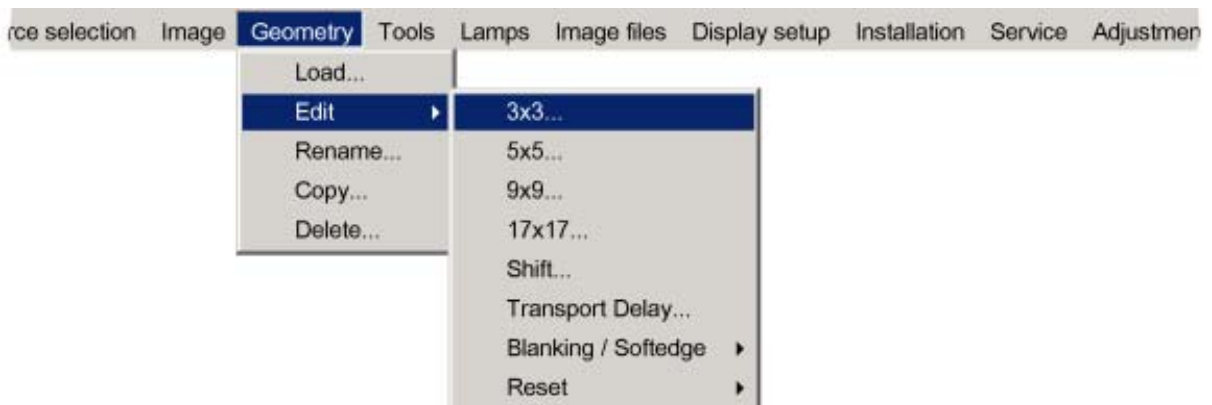 rce selection Image Geometry Tools Lamps Image files Display setup Installation Service Adjustmen
Load...
Edit
Rename...
Copy...
Delete...
3x3...
5x5...
9x9...
17x17...
Shift...
Transport Delay...
Blanking / Softedge
Reset